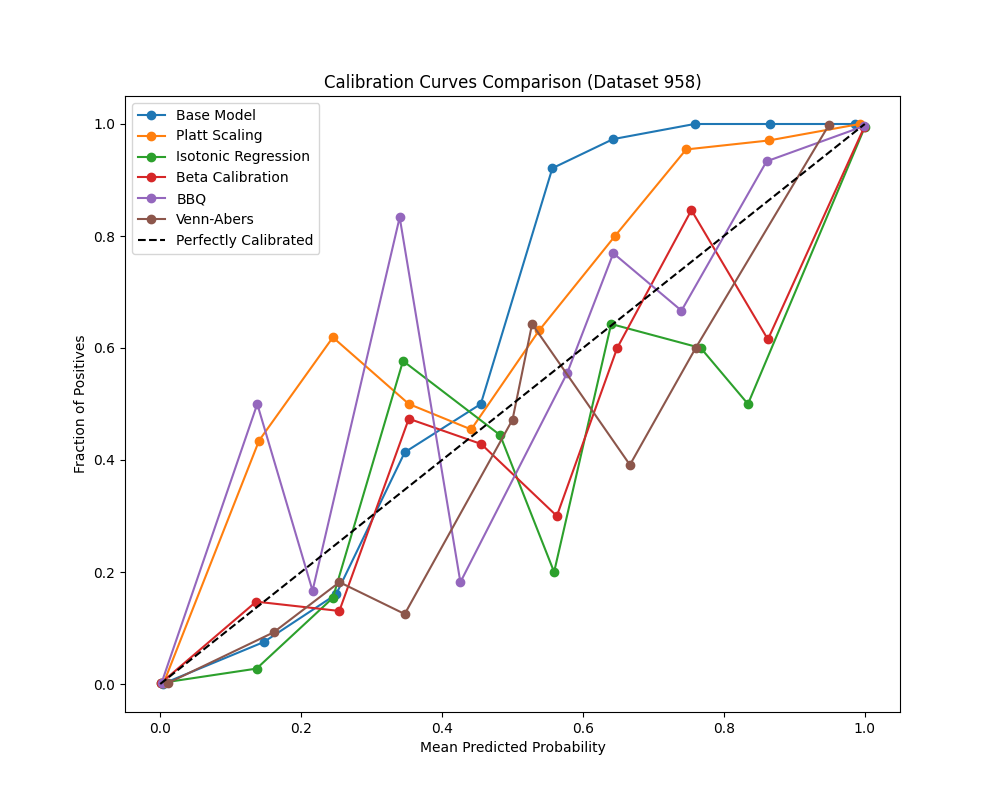 Calibration Curves Comparison (Dataset 958)
Base Model
Platt Scaling
Isotonic Regression
Beta Calibration
BBQ
Venn-Abers
Perfectly Calibrated
Fraction of Positives
1.0
0.8
0.6
0.4
0.2
0.0
0.0 0.2 0.4 0.6 0.8 1.0
Mean Predicted Probability